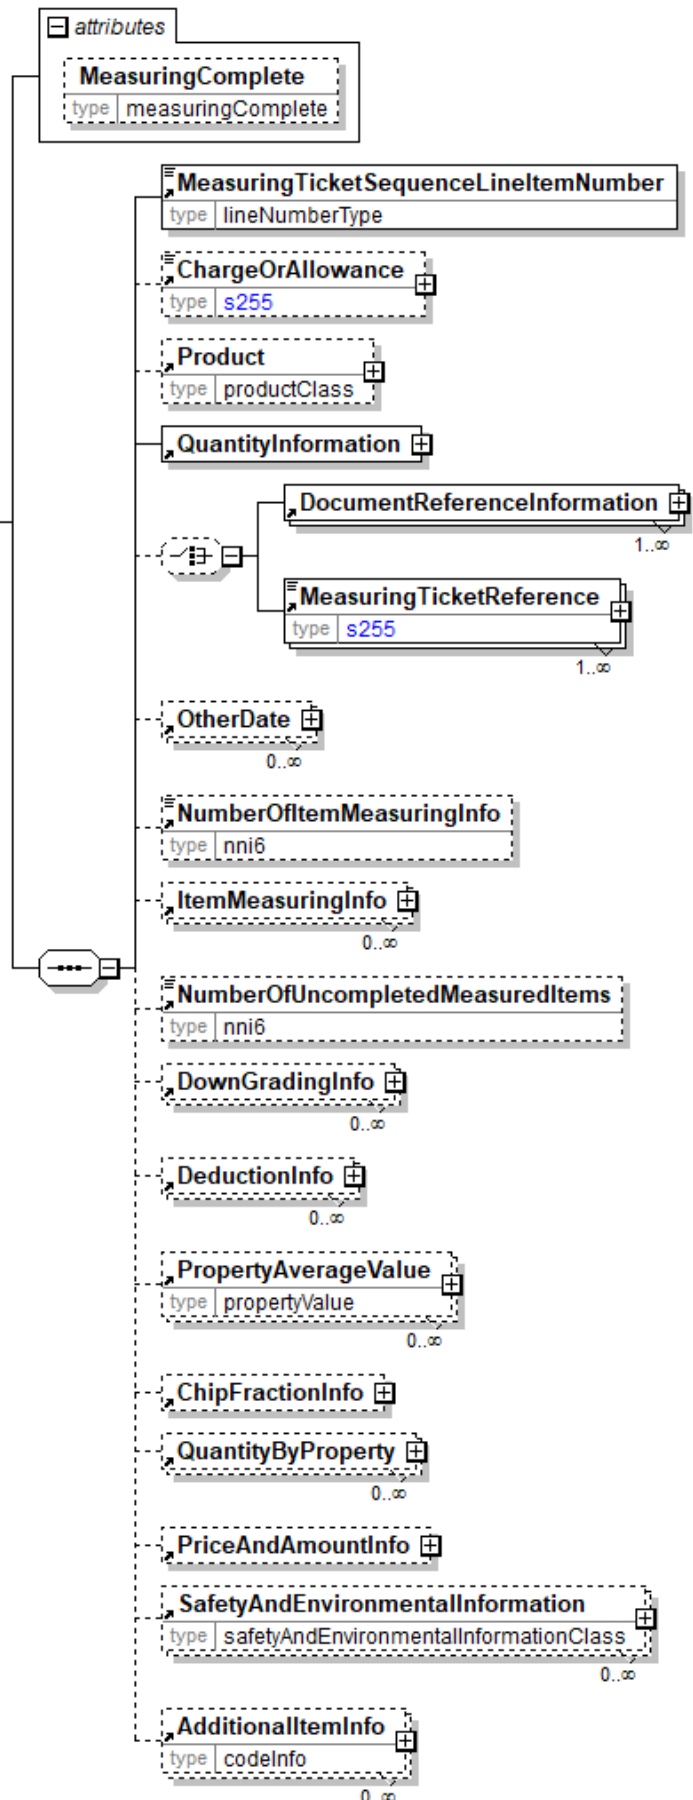 attributes
MeasuringComplete
type measuringComplete
MeasuringTicketSequenceLineItemNumber
type lineNumberType
ChargeOrAllowance
type s255
Product
type productClass
QuantityInformation
DocumentReferenceInformation
1..∞
MeasuringTicketReference
type s255
1..∞
OtherDate
0..∞
NumberOfItemMeasuringInfo
type nni6
ItemMeasuringInfo
0..∞
NumberOfUncompletedMeasuredItems
type nni6
DownGradingInfo
0..∞
DeductionInfo
0..∞
PropertyAverageValue
type propertyValue
0..∞
ChipFractionInfo
QuantityByProperty
0..∞
PriceAndAmountInfo
SafetyAndEnvironmentalInformation
type safetyAndEnvironmentalInformationClass
0..∞
AdditionalItemInfo
type codeInfo
0..∞